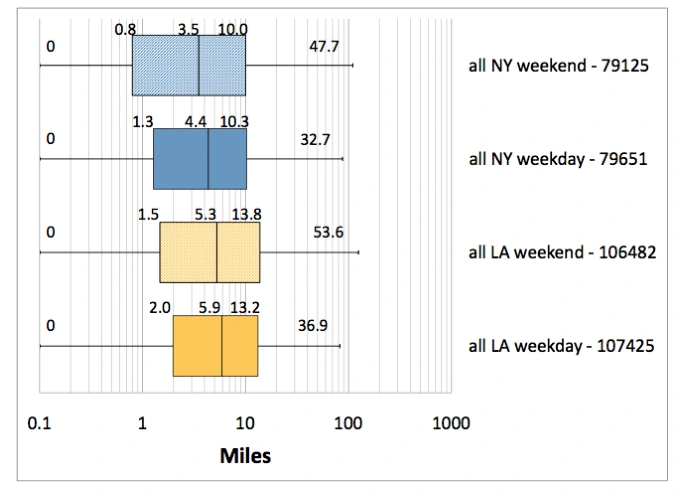 0.8 3.5 10.0
0 47.7
all NY weekend - 79125
1.3 4.4 10.3
0 32.7
all NY weekday - 79651
1.5 5.3 13.8
0 53.6
all LA weekend - 106482
2.0 5.9 13.2
0 36.9
all LA weekday - 107425
0.1 1 10 100 1000
Miles